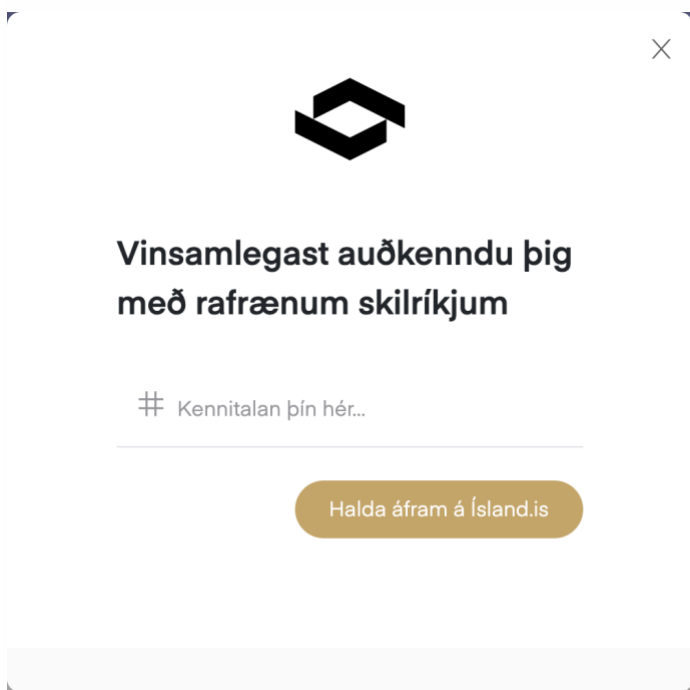 Vinsamlegast auðkenndu þig
með rafrænum skilríkjum
Kennitalan þín hér...
Halda áfram á Ísland.is